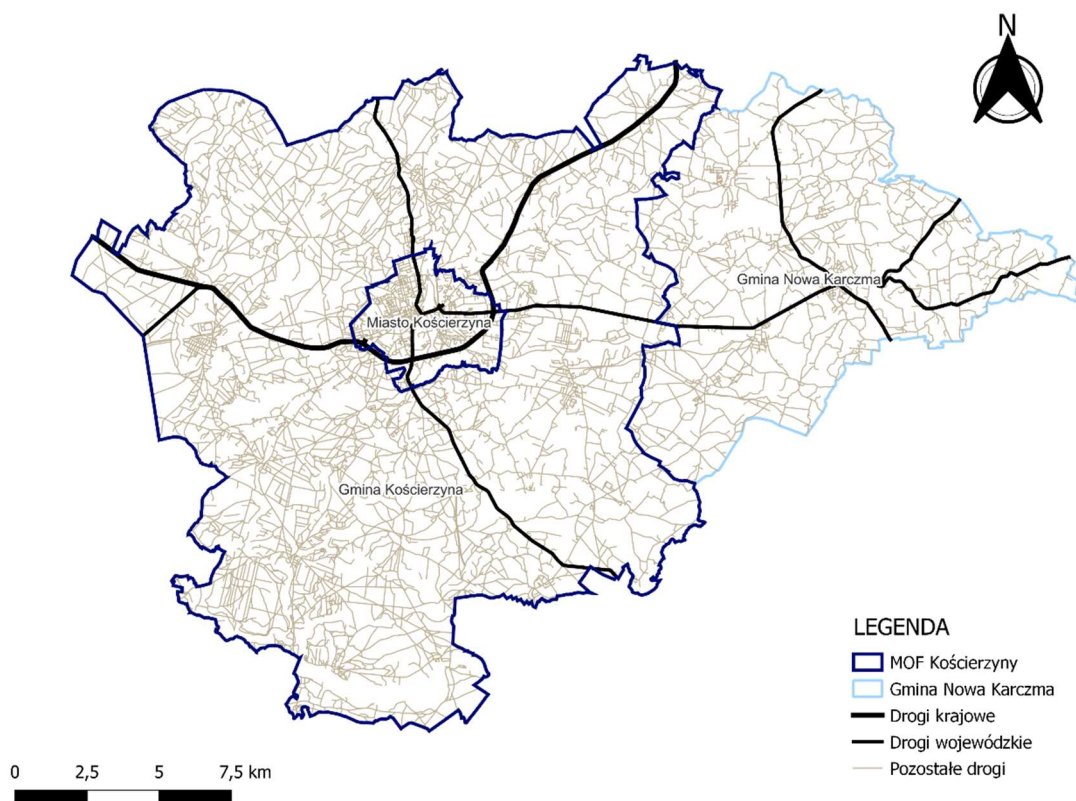 N
Gmina Nowa Karczma
Miasto Kościerzyna
Gmina Kościerzyna
LEGENDA
MOF Kościerzyny
Gmina Nowa Karczma
Drogi krajowe
Drogi wojewódzkie
Pozostałe drogi
0 2,5 5 7,5 km